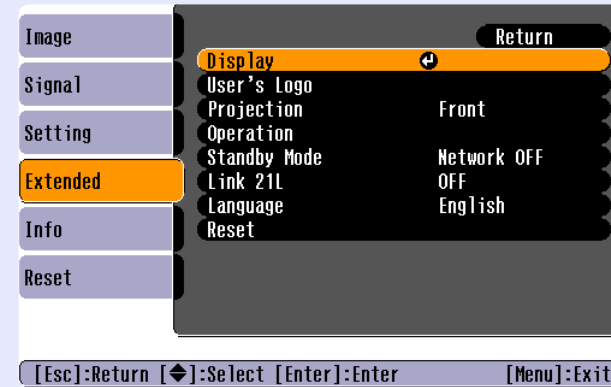 Image
Signal
Setting
Extended
Info
Reset
Return
Display
User's Logo
Projection Front
Operation
Standby Mode Network OFF
Link 21L OFF
Language English
Reset
[Esc]:Return [◆]:Select [Enter]:Enter [Menu]:Exit